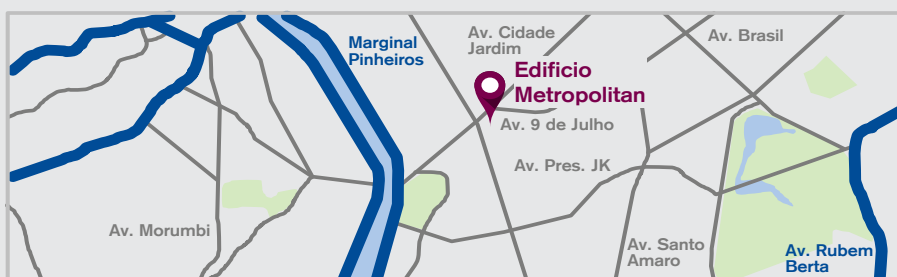 Av. Cidade
Jardim
Av. Brasil
Marginal
Pinheiros
Edificio
Metropolitan
Av. 9 de Julho
Av. Pres. JK
Av. Morumbi
Av. Santo
Amaro
Av. Rubem
Berta